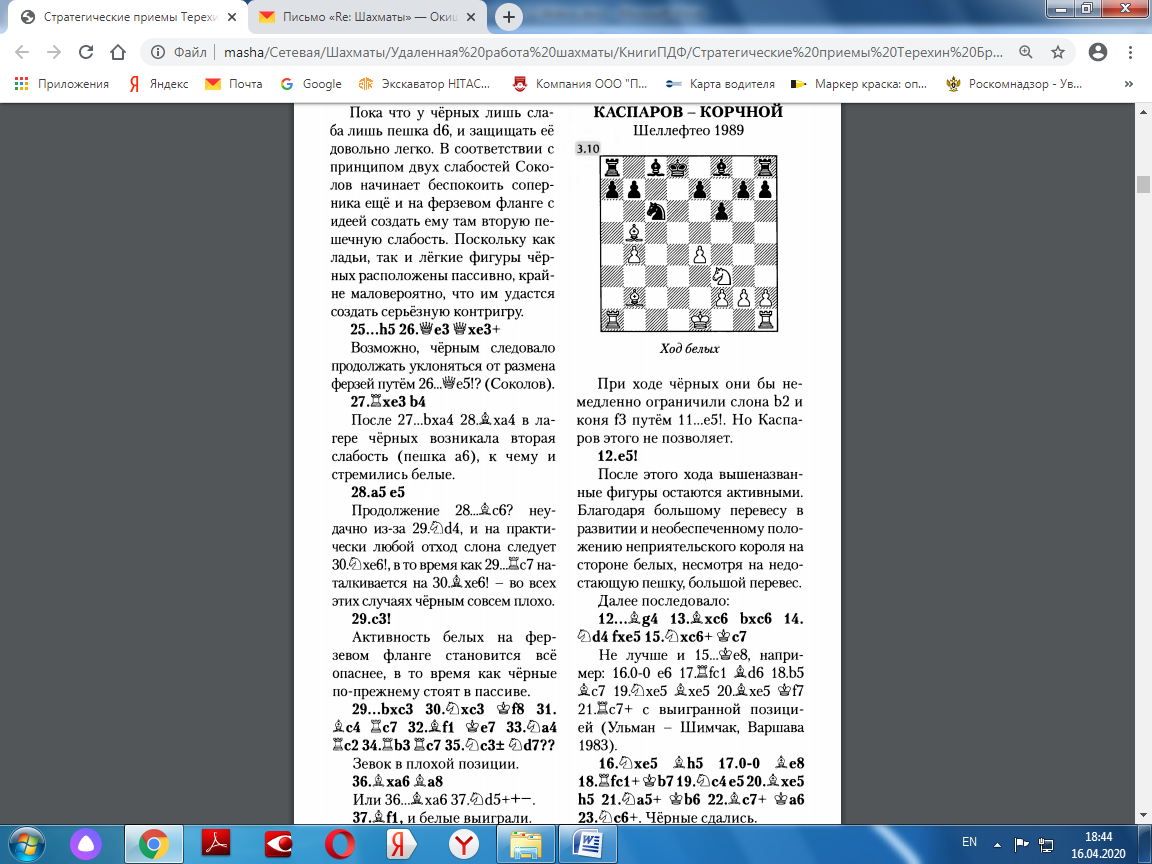 Стратегические приемы Терехи
Письмо «Re: Шахматы» — Окиш
Файл
masha/Сетевая/Шахматы/Удаленная%20работа%20шахматы/КнигиПДФ/Стратегические%20приемы%20Терехин%20Бр...
Приложения
Яндекс
Почта
Google
Экскаватор HITAC...
Компания ООО "П...
Карта водителя
Маркер краска: оп...
Роскомнадзор - Ув...
»
Пока что у чёрных лишь сла-
ба лишь пешка d6, и защищать её
довольно легко. В соответствии с
принципом двух слабостей Соко-
лов начинает беспокоить сопер-
ника ещё и на ферзевом фланге с
идеей создать ему там вторую пе-
шечную слабость. Поскольку как
ладьи, так и лёгкие фигуры чёр-
ных расположены пассивно, край-
не маловероятно, что им удастся
создать серьёзную контригру.
25...h5 26.♕e3 ♕xe3+
Возможно, чёрным следовало
продолжать уклоняться от размена
ферзей путём 26...♕e5!? (Соколов).
27.♖xe3 b4
После 27...bxa4 28.♗xa4 в ла-
гере чёрных возникала вторая
слабость (пешка a6), к чему и
стремились белые.
28.a5 e5
Продолжение 28...♗c6? неу-
дачно из-за 29.♘d4, и на практи-
чески любой отход слона следует
30.♘xe6!, в то время как 29...♖c7 на-
талкивается на 30.♗xe6! – во всех
этих случаях чёрным совсем плохо.
29.c3!
Активность белых на фер-
зевом фланге становится всё
опаснее, в то время как чёрные
по-прежнему стоят в пассиве.
29...bxc3 30.♘xc3 ♔f8 31.
♗c4 ♖c7 32.♗f1 ♔e7 33.♘a4
♖c2 34.♖b3 ♖c7 35.♘c3± ♘d7??
Зевок в плохой позиции.
36.♗xa6 ♗a8
Или 36...♗xa6 37.♘d5++−.
37.♗f1, и белые выиграли.
КАСПАРОВ – КОРЧНОЙ
Шеллефтео 1989
3.10
Ход белых
При ходе чёрных они бы не-
медленно ограничили слона b2 и
коня f3 путём 11...e5!. Но Каспа-
ров этого не позволяет.
12.e5!
После этого хода вышеназван-
ные фигуры остаются активными.
Благодаря большому перевесу в
развитии и необеспеченному поло-
жению неприятельского короля на
стороне белых, несмотря на недо-
стающую пешку, большой перевес.
Далее последовало:
12...♗g4 13.♗xc6 bxc6 14.
♘d4 fxe5 15.♘xc6+ ♔c7
Не лучше и 15...♔e8, напри-
мер: 16.0-0 e6 17.♖fc1 ♗d6 18.b5
♗c7 19.♘xe5 ♗xe5 20.♗xe5 ♔f7
21.♖c7+ с выигранной позици-
ей (Ульман – Шимчак, Варшава
1983).
16.♘xe5 ♗h5 17.0-0 ♗e8
18.♖fc1+ ♔b7 19.♘c4 e5 20.♗xe5
h5 21.♘a5+ ♔b6 22.♗c7+ ♔a6
23.♘c6+. Чёрные сдались.
EN
18:44
16.04.2020